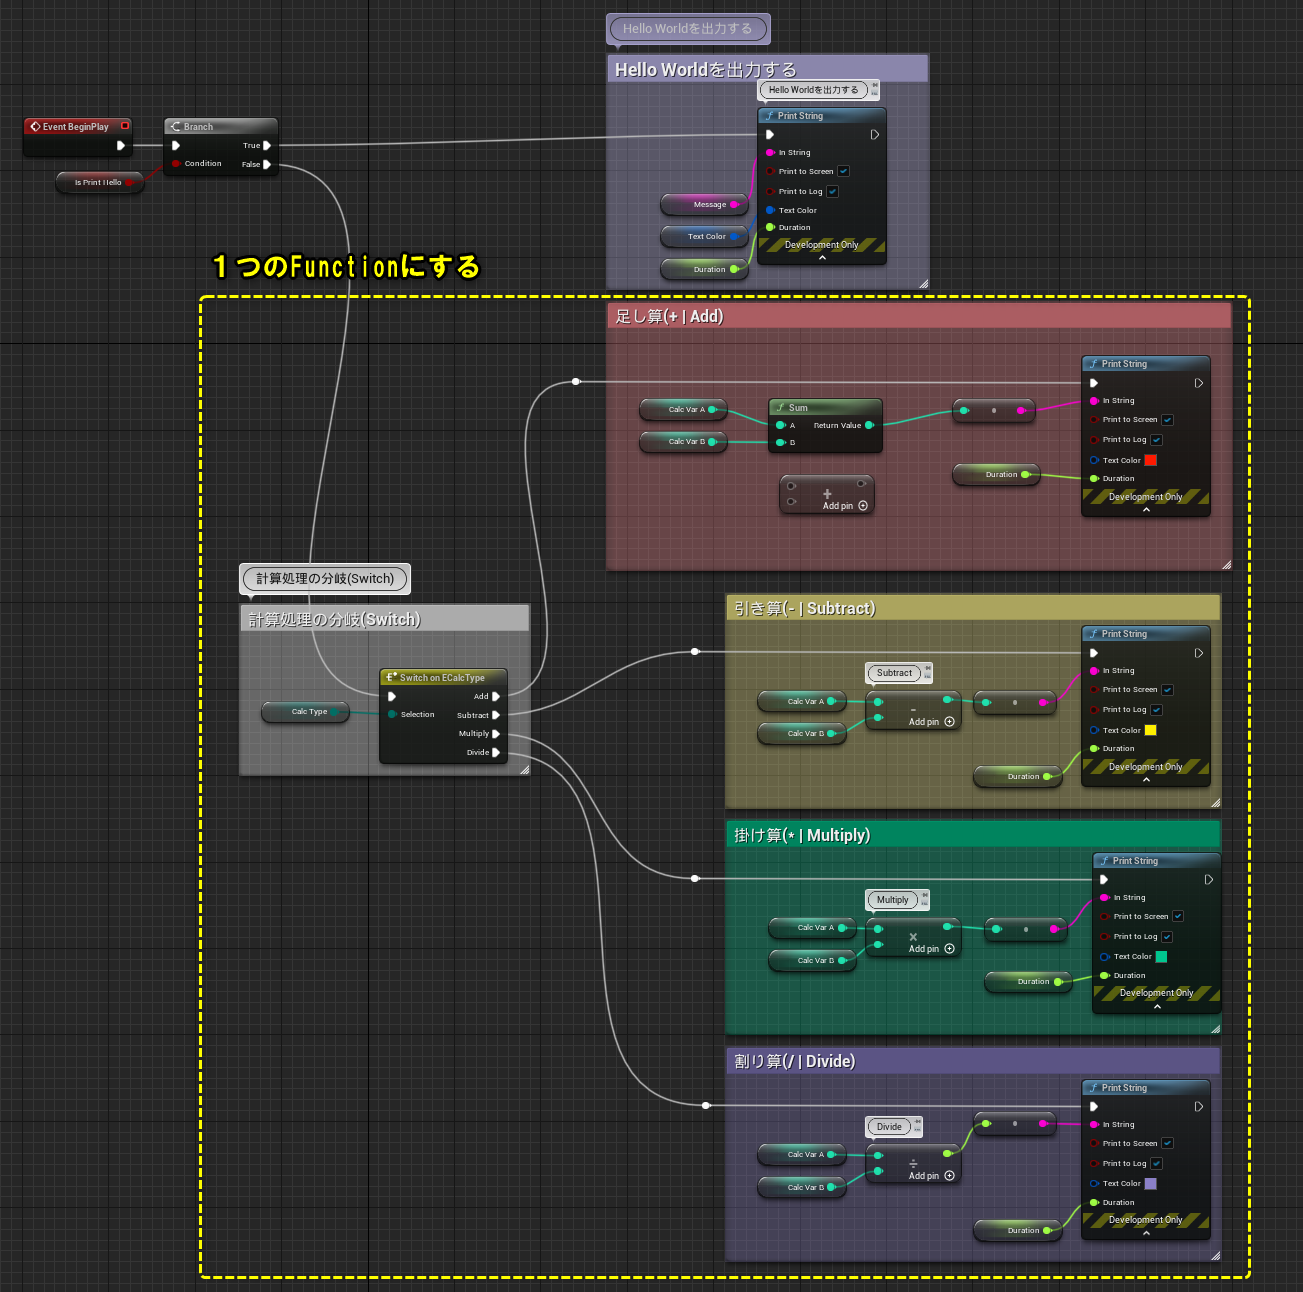 Hello Worldを出力する
Hello Worldを出力する
Hello Worldを出力する
Print String
In String
Print to Screen
Print to Log
Text Color
Duration
Development Only
Message
Text Color
Duration
Event BeginPlay
Branch
True
Condition
False
Is Print Hello
１つのFunctionにする
足し算(+ | Add)
Calc Var A
Calc Var B
Sum
A
Return Value
B
+
Add pin
Duration
Print String
In String
Print to Screen
Print to Log
Text Color
Duration
Development Only
計算処理の分岐(Switch)
計算処理の分岐(Switch)
Switch on ECalcType
Add
Calc Type
Selection
Subtract
Multiply
Divide
引き算(- | Subtract)
Subtract
Calc Var A
Calc Var B
-
Add pin
Duration
Print String
In String
Print to Screen
Print to Log
Text Color
Duration
Development Only
掛け算(* | Multiply)
Multiply
Calc Var A
Calc Var B
×
Add pin
Duration
Print String
In String
Print to Screen
Print to Log
Text Color
Duration
Development Only
割り算(/ | Divide)
Divide
Calc Var A
Calc Var B
÷
Add pin
Duration
Print String
In String
Print to Screen
Print to Log
Text Color
Duration
Development Only